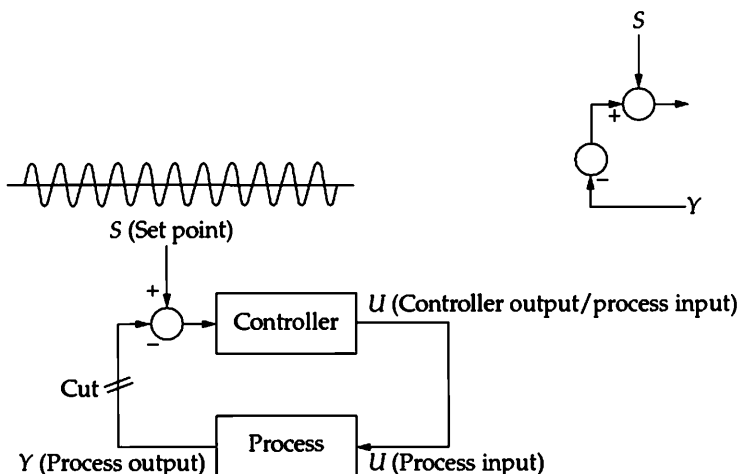 S
+
−
Y
S (Set point)
+
−
Controller
U (Controller output/process input)
Cut
Process
Y (Process output)
U (Process input)